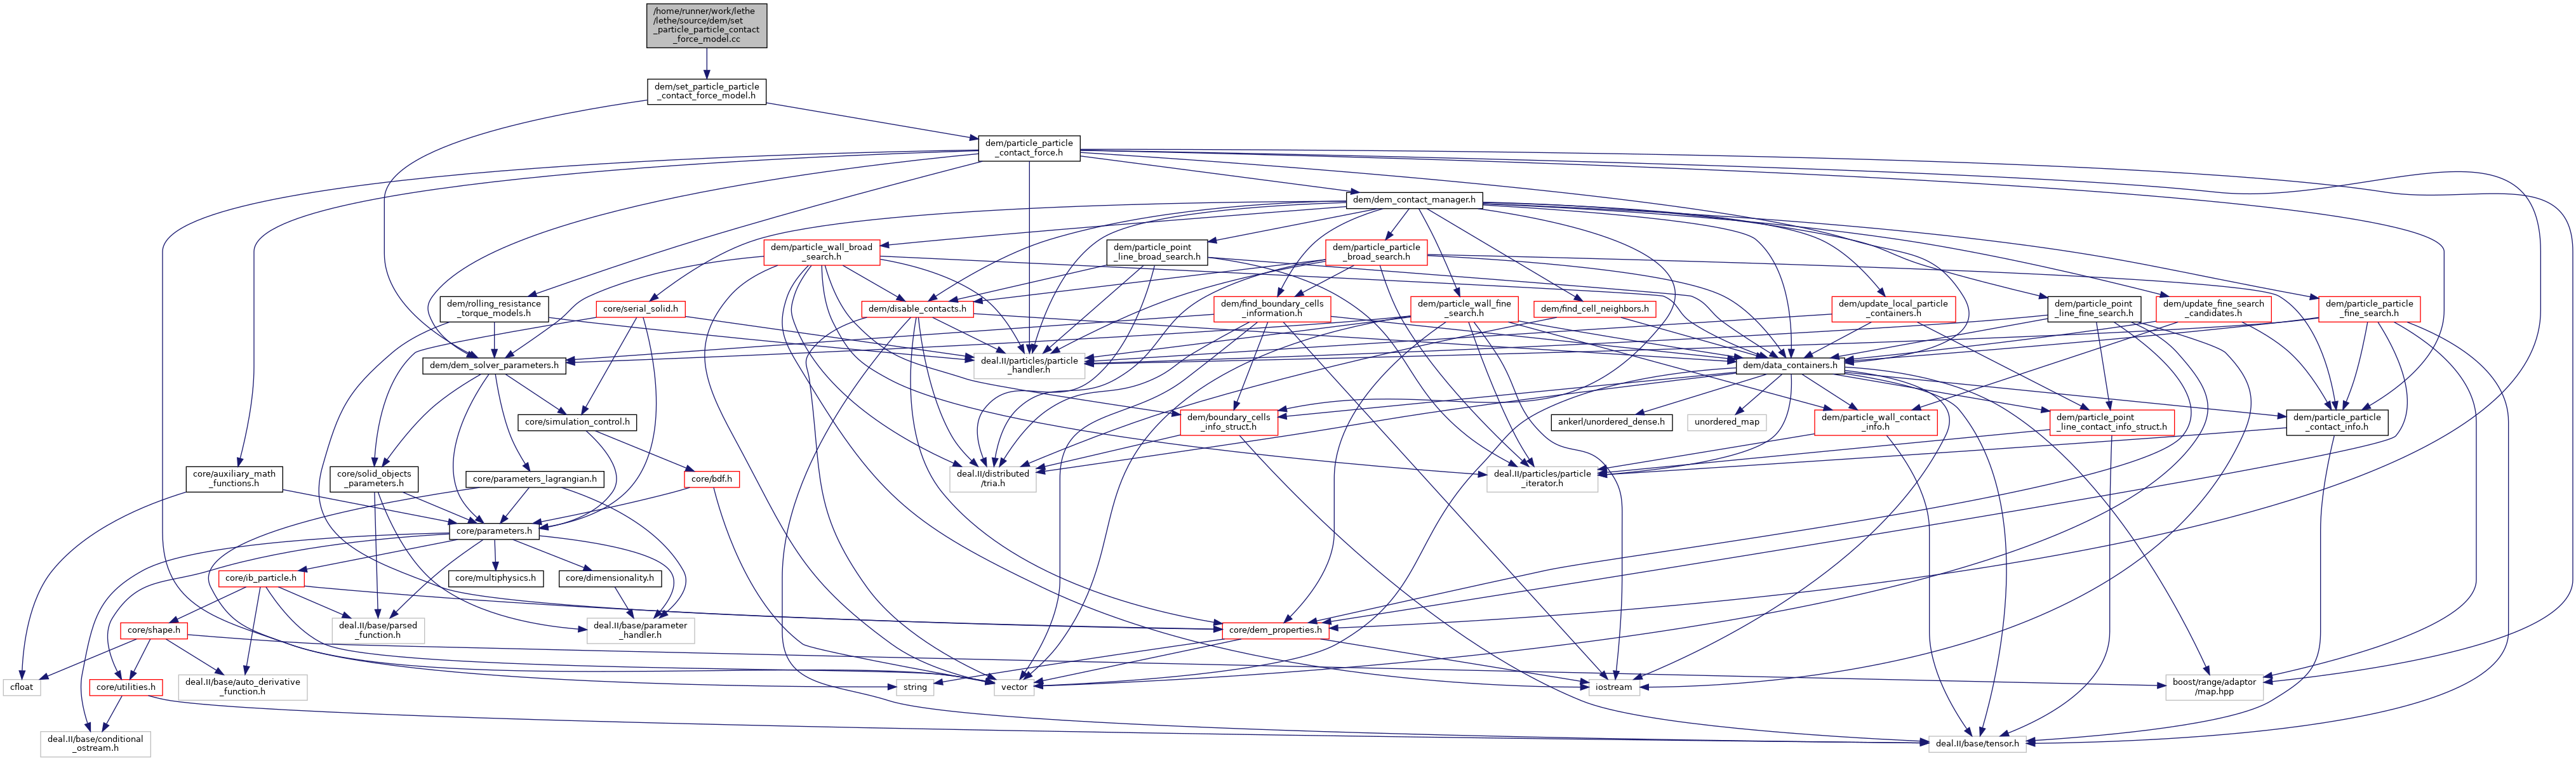 /home/runner/work/lethe
/lethe/source/dem/set
_particle_particle_contact
_force_model.cc
dem/set_particle_particle
_contact_force_model.h
dem/particle_particle
_contact_force.h
dem/dem_contact_manager.h
dem/particle_wall_broad
_search.h
dem/particle_point
_line_broad_search.h
dem/particle_particle
_broad_search.h
dem/rolling_resistance
_torque_models.h
core/serial_solid.h
dem/disable_contacts.h
dem/find_boundary_cells
_information.h
dem/particle_wall_fine
_search.h
dem/find_cell_neighbors.h
dem/update_local_particle
_containers.h
dem/particle_point
_line_fine_search.h
dem/update_fine_search
_candidates.h
dem/particle_particle
_fine_search.h
dem/dem_solver_parameters.h
deal.II/particles/particle
_handler.h
dem/data_containers.h
core/simulation_control.h
dem/boundary_cells
_info_struct.h
ankerl/unordered_dense.h
unordered_map
dem/particle_wall_contact
_info.h
dem/particle_point
_line_contact_info_struct.h
dem/particle_particle
_contact_info.h
core/auxiliary_math
_functions.h
core/solid_objects
_parameters.h
core/parameters_lagrangian.h
core/bdf.h
deal.II/distributed
/tria.h
deal.II/particles/particle
_iterator.h
core/parameters.h
core/ib_particle.h
core/multiphysics.h
core/dimensionality.h
core/shape.h
deal.II/base/parsed
_function.h
deal.II/base/parameter
_handler.h
core/dem_properties.h
cfloat
core/utilities.h
deal.II/base/auto_derivative
_function.h
string
vector
iostream
boost/range/adaptor
/map.hpp
deal.II/base/conditional
_ostream.h
deal.II/base/tensor.h